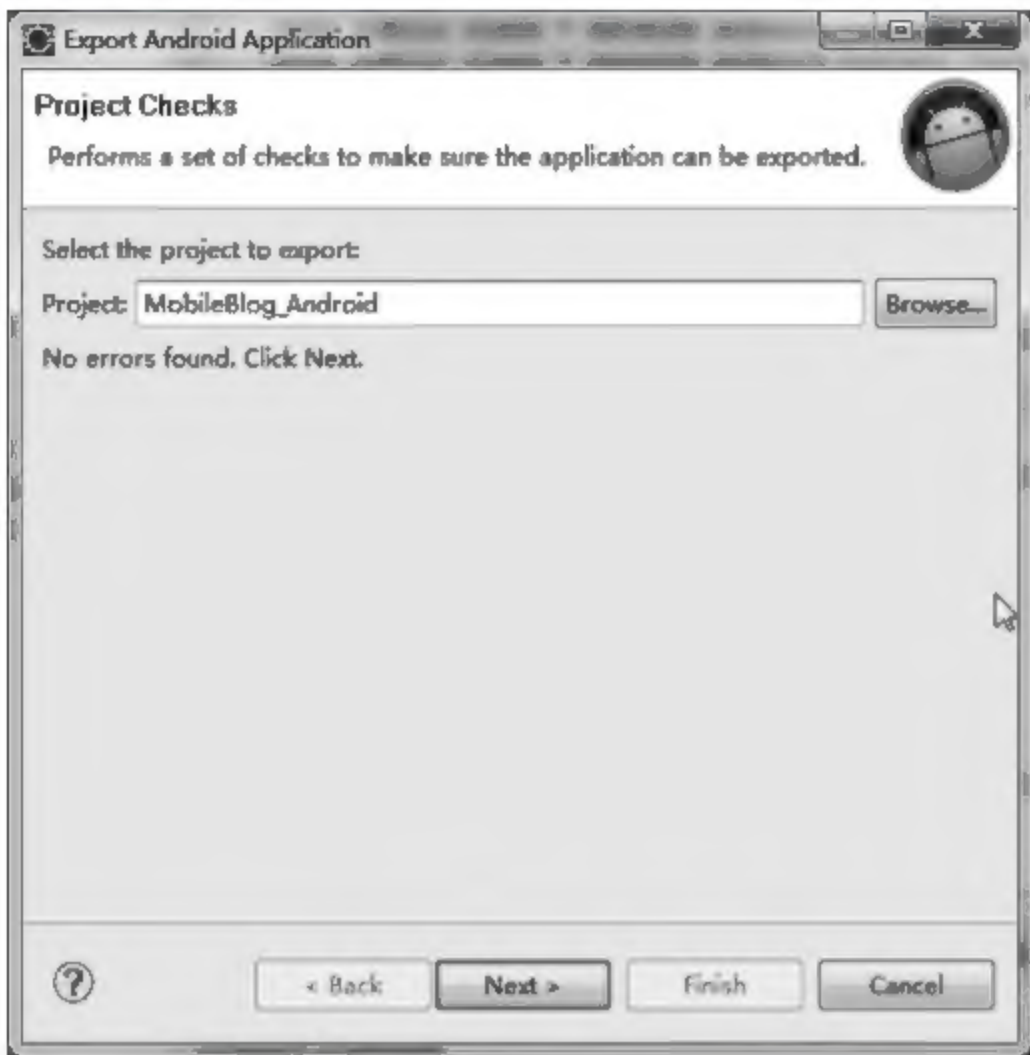 Export Android Application
Project Checks
Performs a set of checks to make sure the application can be exported.
Select the project to export:
Project: MobileBlog_Android Browse...
No errors found. Click Next.
? < Back Next > Finish Cancel